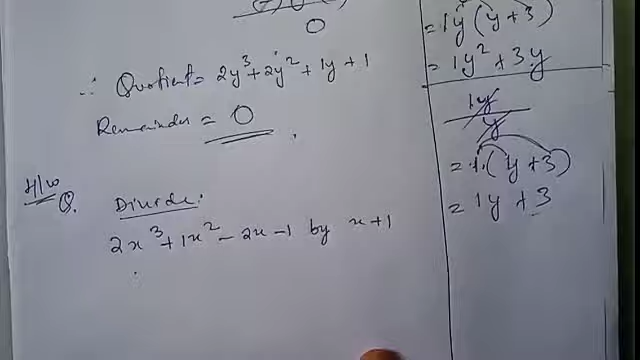 0
∴ Quotient = 2y³ + 2y² + 1y + 1
Remainder = 0
H/w
Q. Divide:
2x³ + 1x² - 2x - 1 by x + 1
= 1y (y + 3)
= 1y² + 3y
1y
y
= 1 (y + 3)
= 1y + 3